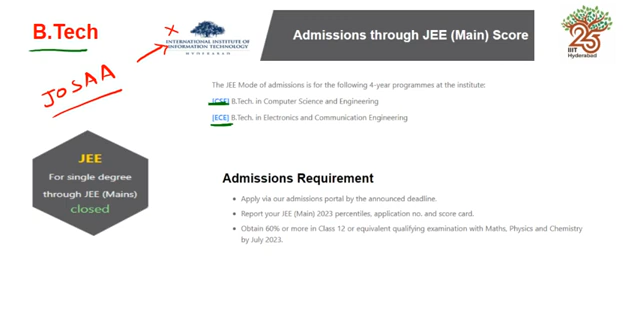 B.Tech
JOSAA
X
INTERNATIONAL INSTITUTE OF
INFORMATION TECHNOLOGY
HYDERABAD
Admissions through JEE (Main) Score
25
IIIT
Hyderabad
The JEE Mode of admissions is for the following 4-year programmes at the institute:
[CSE] B.Tech in Computer Science and Engineering
[ECE] B.Tech in Electronics and Communication Engineering
JEE
For single degree
through JEE (Mains)
closed
Admissions Requirement
• Apply via our admissions portal by the announced deadline.
• Report your JEE (Main) 2023 percentiles, application no. and score card.
• Obtain 60% or more in Class 12 or equivalent qualifying examination with Maths, Physics and Chemistry
by July 2023.